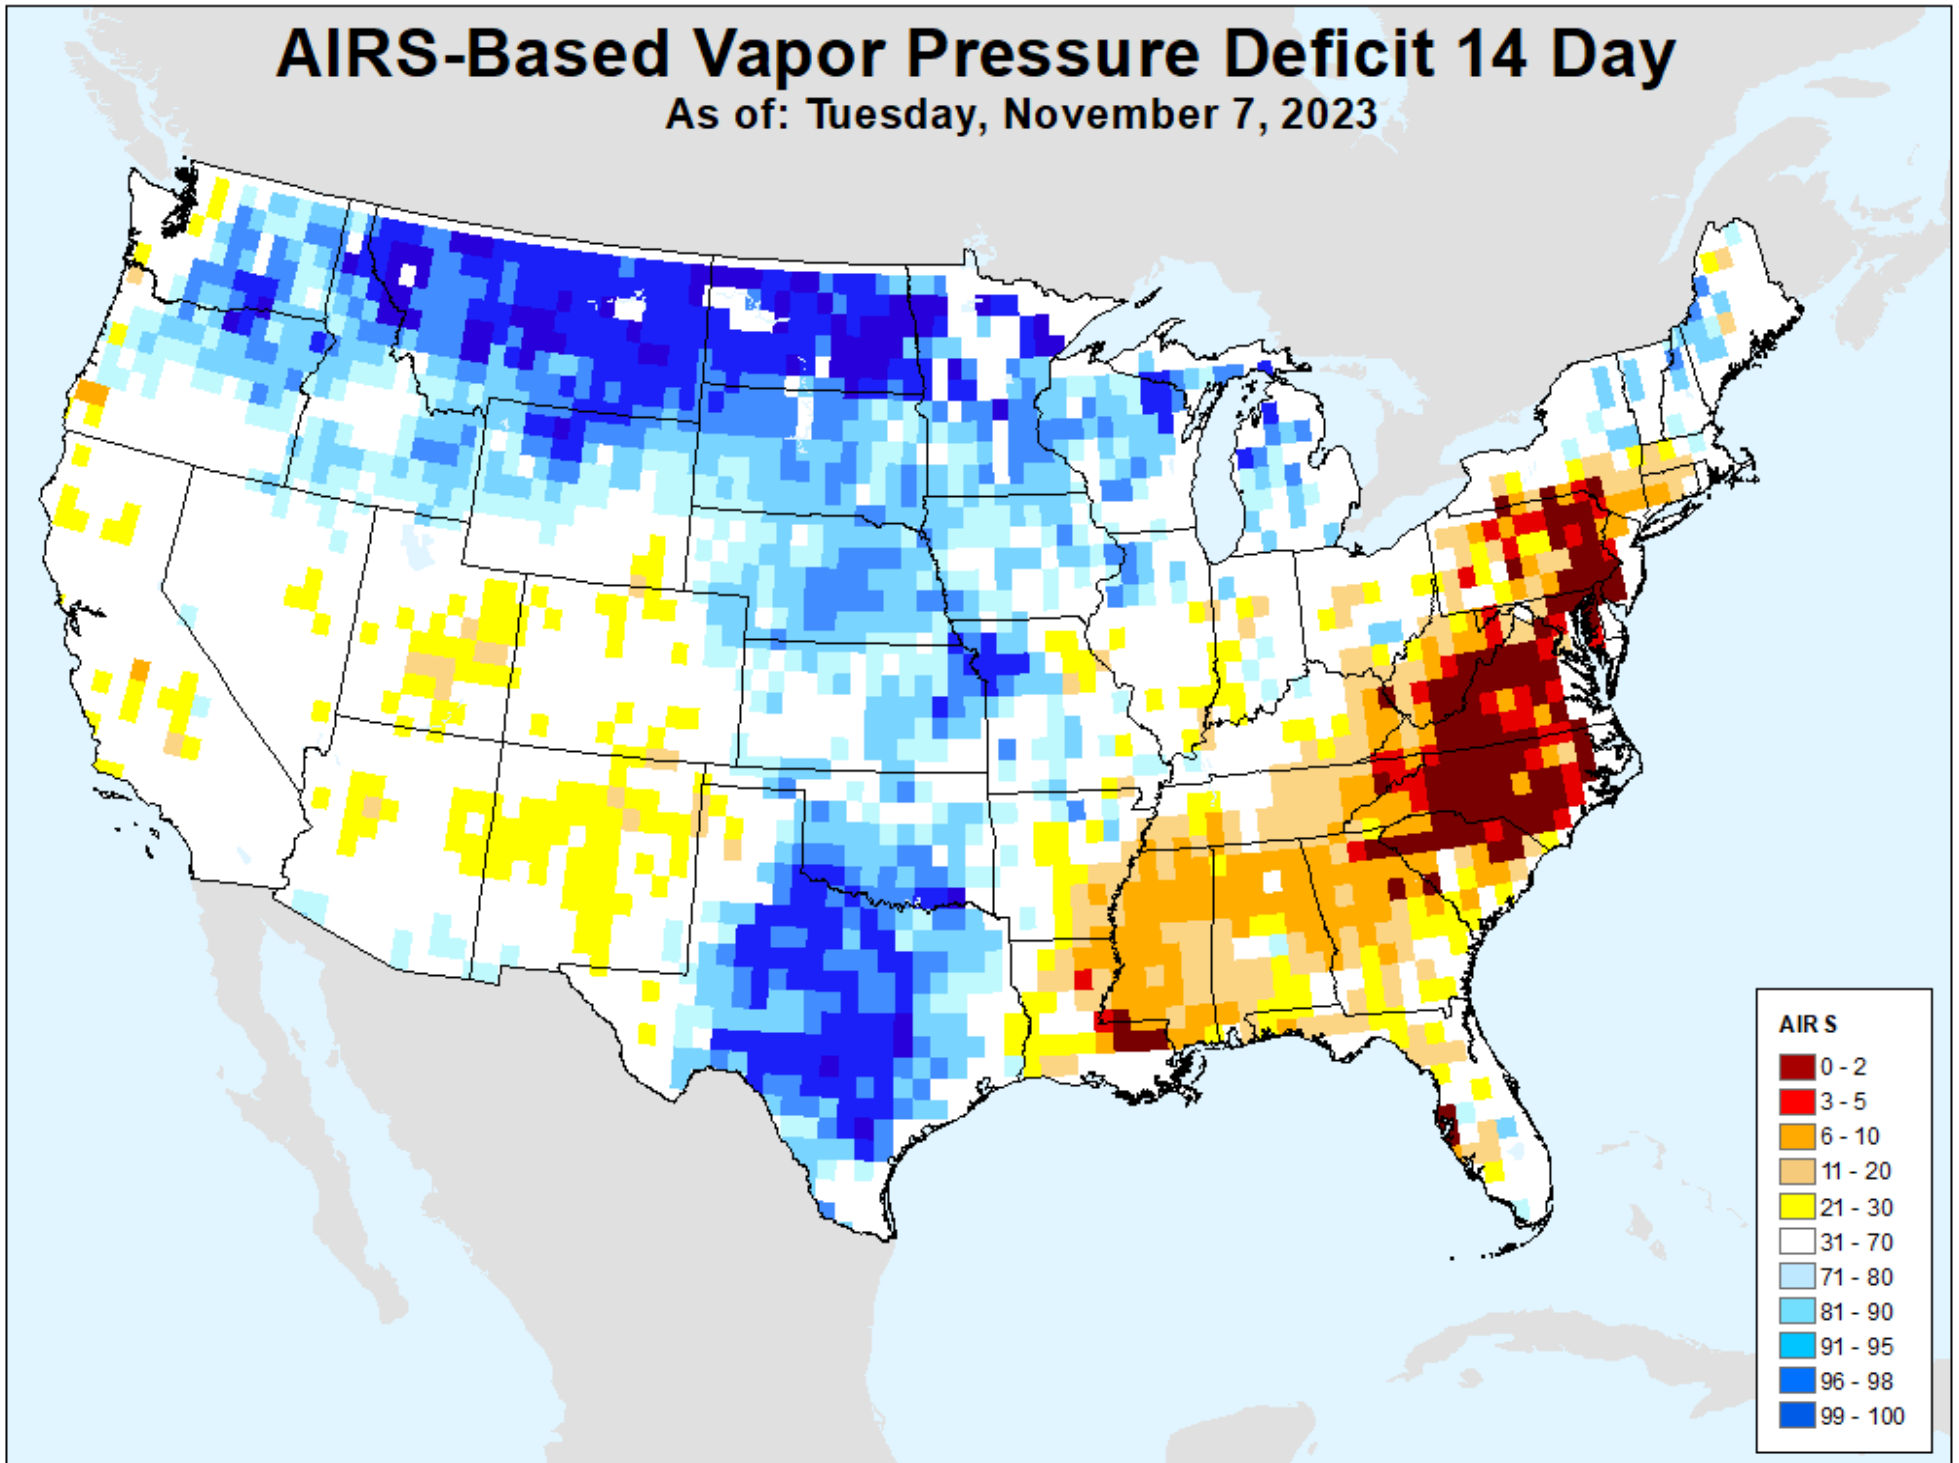 AIRS-Based Vapor Pressure Deficit 14 Day
As of: Tuesday, November 7, 2023
AIRS
0 - 2
3 - 5
6 - 10
11 - 20
21 - 30
31 - 70
71 - 80
81 - 90
91 - 95
96 - 98
99 - 100